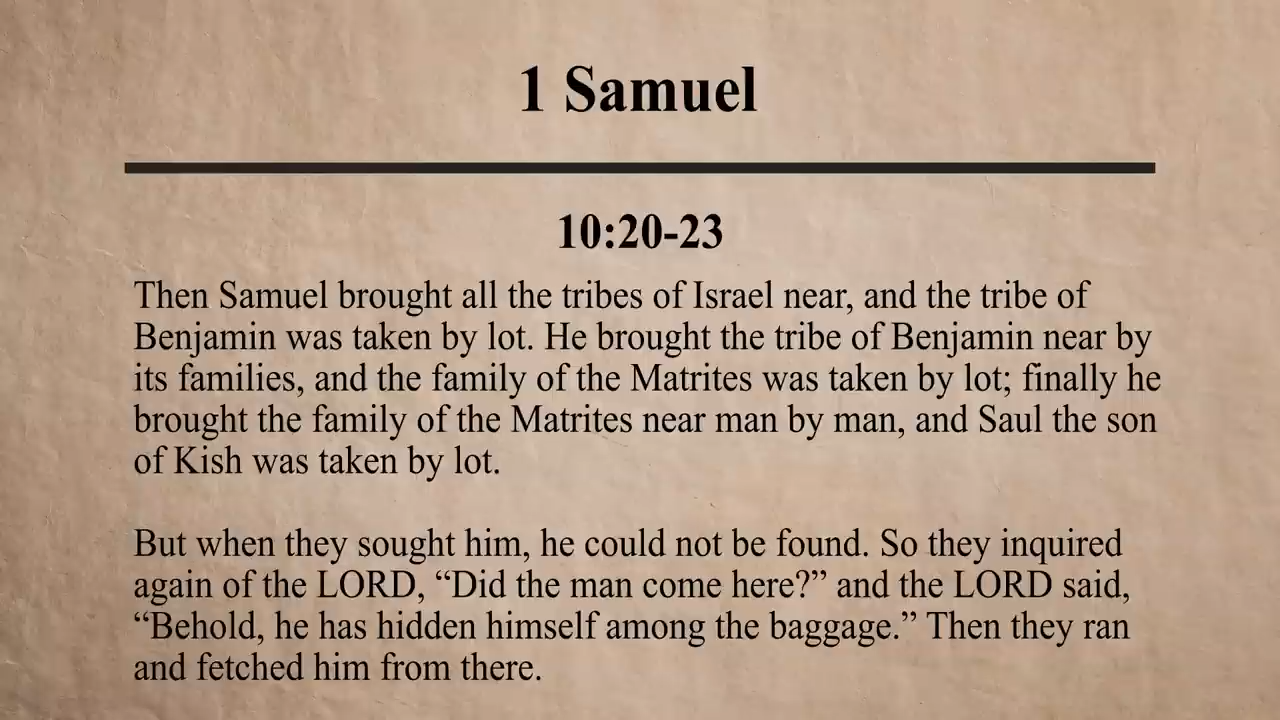 1 Samuel
10:20-23
Then Samuel brought all the tribes of Israel near, and the tribe of
Benjamin was taken by lot. He brought the tribe of Benjamin near by
its families, and the family of the Matrites was taken by lot; finally he
brought the family of the Matrites near man by man, and Saul the son
of Kish was taken by lot.
But when they sought him, he could not be found. So they inquired
again of the LORD, “Did the man come here?” and the LORD said,
“Behold, he has hidden himself among the baggage.” Then they ran
and fetched him from there.